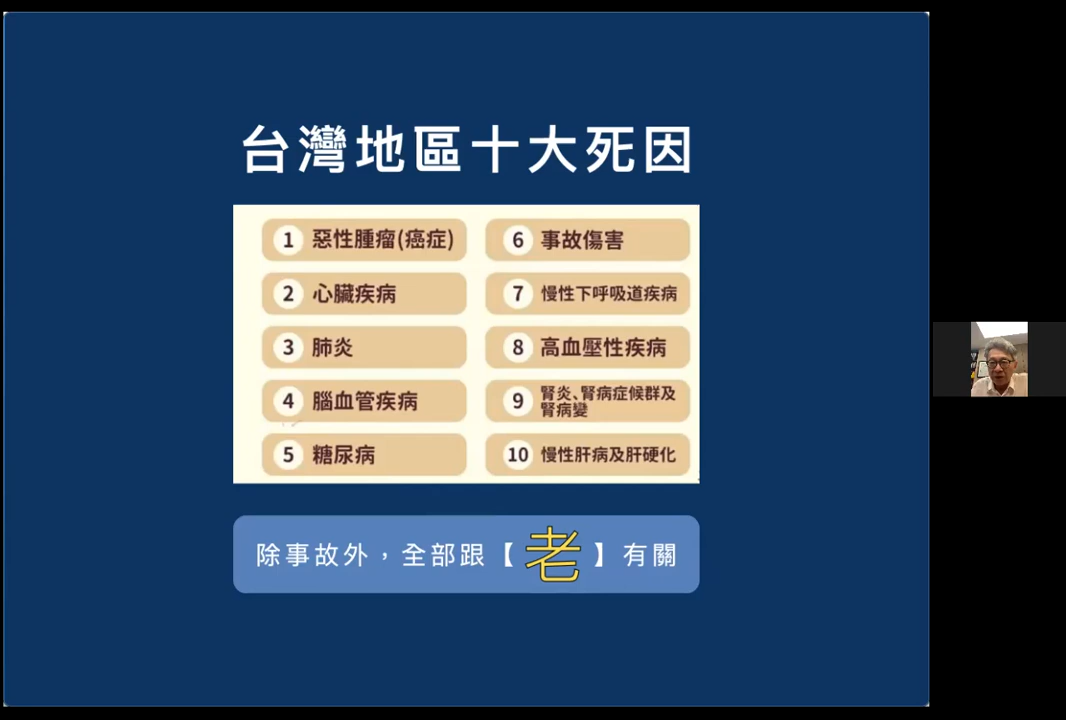 台灣地區十大死因
1 惡性腫瘤(癌症)
2 心臟疾病
3 肺炎
4 腦血管疾病
5 糖尿病
6 事故傷害
7 慢性下呼吸道疾病
8 高血壓性疾病
9 腎炎、腎病症候群及
腎病變
10 慢性肝病及肝硬化
除事故外，全部跟【老】有關